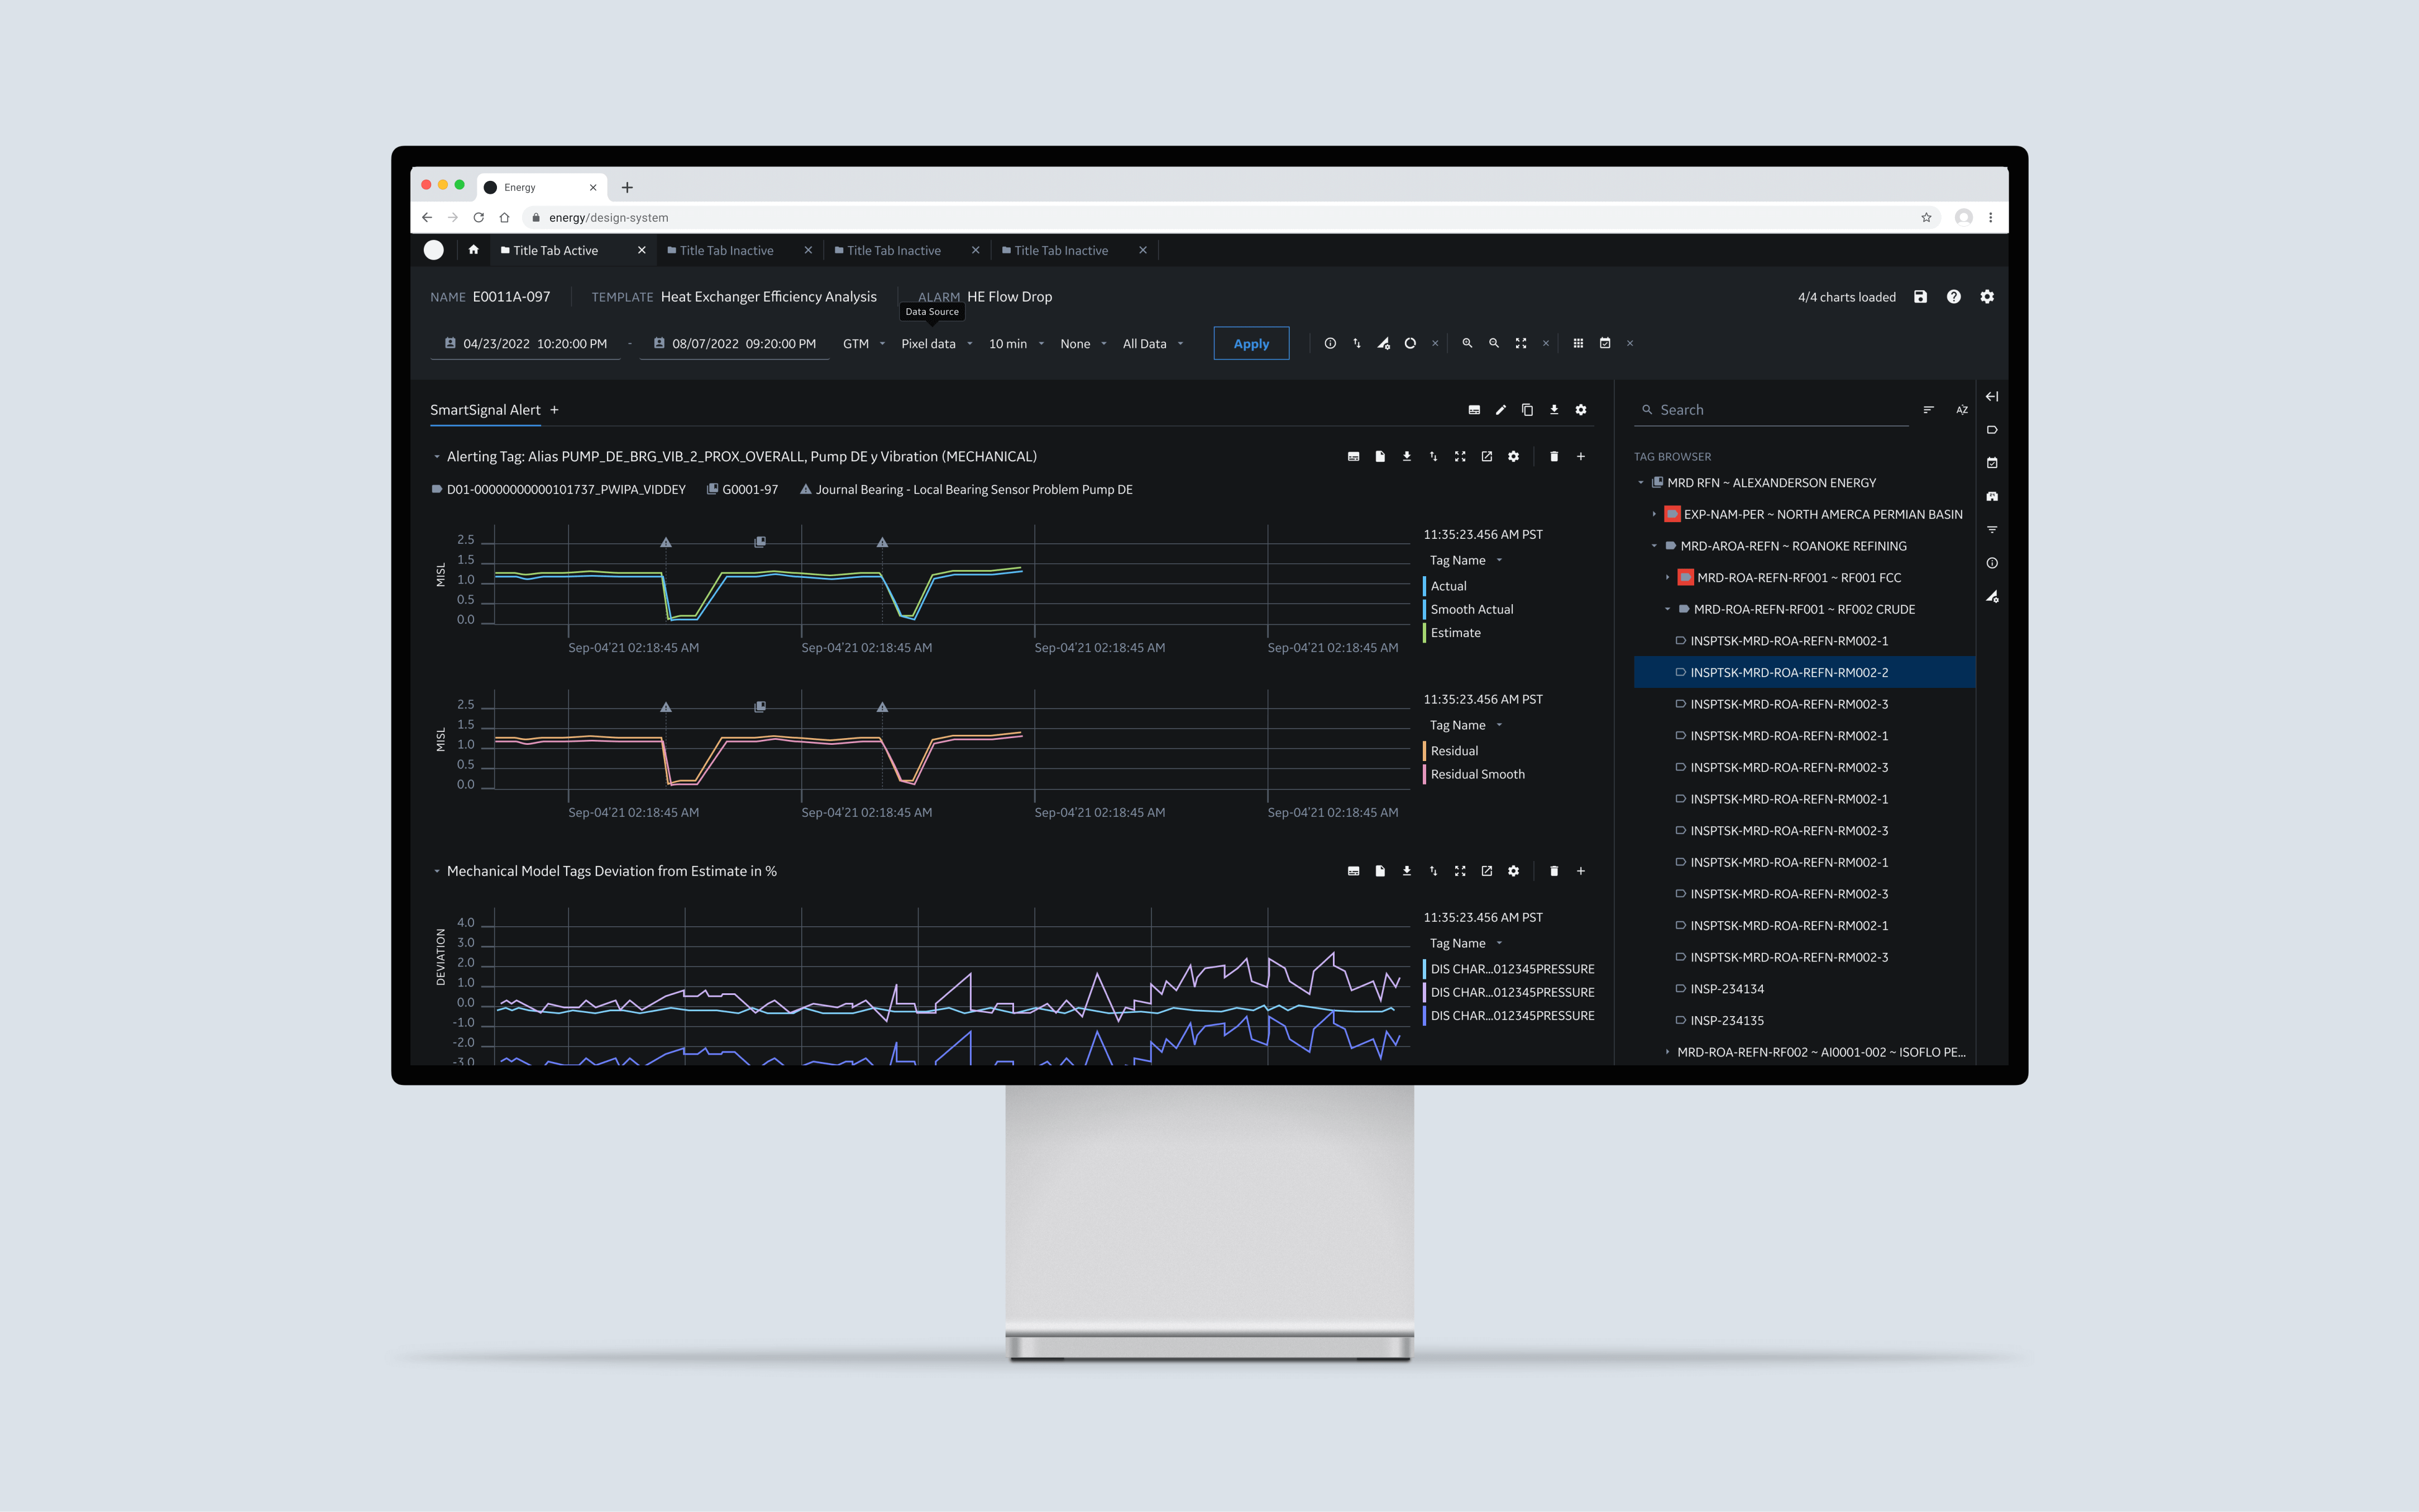 Energy
energy/design-system
Title Tab Active
Title Tab Inactive
Title Tab Inactive
Title Tab Inactive
NAME E0011A-097
TEMPLATE Heat Exchanger Efficiency Analysis
ALARM HE Flow Drop
4/4 charts loaded
Data Source
04/23/2022 10:20:00 PM - 08/07/2022 09:20:00 PM
GTM
Pixel data
10 min
None
All Data
Apply
SmartSignal Alert +
Alerting Tag: Alias PUMP_DE_BRG_VIB_2_PROX_OVERALL, Pump DE y Vibration (MECHANICAL)
D01-00000000000101737_PWIPA_VIDDEY
G0001-97
Journal Bearing - Local Bearing Sensor Problem Pump DE
MISL
2.5
1.5
1.0
0.5
0.0
Sep-04'21 02:18:45 AM
Sep-04'21 02:18:45 AM
Sep-04'21 02:18:45 AM
Sep-04'21 02:18:45 AM
11:35:23.456 AM PST
Tag Name
Actual
Smooth Actual
Estimate
MISL
2.5
1.5
1.0
0.5
0.0
Sep-04'21 02:18:45 AM
Sep-04'21 02:18:45 AM
Sep-04'21 02:18:45 AM
Sep-04'21 02:18:45 AM
11:35:23.456 AM PST
Tag Name
Residual
Residual Smooth
Mechanical Model Tags Deviation from Estimate in %
DEVIATION
4.0
3.0
2.0
1.0
0.0
-1.0
-2.0
-3.0
11:35:23.456 AM PST
Tag Name
DIS CHAR...012345PRESSURE
DIS CHAR...012345PRESSURE
DIS CHAR...012345PRESSURE
Search
AZ
TAG BROWSER
MRD RFN ~ ALEXANDERSON ENERGY
EXP-NAM-PER ~ NORTH AMERCA PERMIAN BASIN
MRD-AROA-REFN ~ ROANOKE REFINING
MRD-ROA-REFN-RF001 ~ RF001 FCC
MRD-ROA-REFN-RF001 ~ RF002 CRUDE
INSPTSK-MRD-ROA-REFN-RM002-1
INSPTSK-MRD-ROA-REFN-RM002-2
INSPTSK-MRD-ROA-REFN-RM002-3
INSPTSK-MRD-ROA-REFN-RM002-1
INSPTSK-MRD-ROA-REFN-RM002-3
INSPTSK-MRD-ROA-REFN-RM002-1
INSPTSK-MRD-ROA-REFN-RM002-3
INSPTSK-MRD-ROA-REFN-RM002-1
INSPTSK-MRD-ROA-REFN-RM002-3
INSPTSK-MRD-ROA-REFN-RM002-1
INSPTSK-MRD-ROA-REFN-RM002-3
INSP-234134
INSP-234135
MRD-ROA-REFN-RF002 ~ AI0001-002 ~ ISOFLO PE...